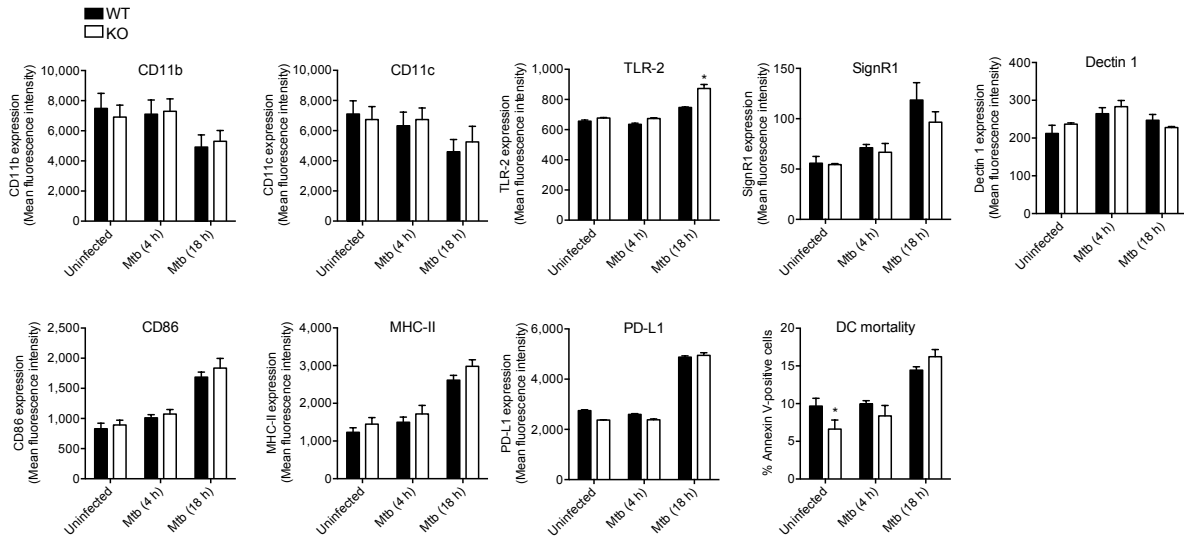 WT
KO
CD11b
CD11b expression
(Mean fluorescence intensity)
10,000
8,000
6,000
4,000
2,000
0
Uninfected
Mtb (4 h)
Mtb (18 h)
CD11c
CD11c expression
(Mean fluorescence intensity)
10,000
8,000
6,000
4,000
2,000
0
Uninfected
Mtb (4 h)
Mtb (18 h)
TLR-2
TLR-2 expression
(Mean fluorescence intensity)
1,000
800
600
400
200
0
*
Uninfected
Mtb (4 h)
Mtb (18 h)
SignR1
SignR1 expression
(Mean fluorescence intensity)
150
100
50
0
Uninfected
Mtb (4 h)
Mtb (18 h)
Dectin 1
Dectin 1 expression
(Mean fluorescence intensity)
400
300
200
100
0
Uninfected
Mtb (4 h)
Mtb (18 h)
CD86
CD86 expression
(Mean fluorescence intensity)
2,500
2,000
1,500
1,000
500
0
Uninfected
Mtb (4 h)
Mtb (18 h)
MHC-II
MHC-II expression
(Mean fluorescence intensity)
4,000
3,000
2,000
1,000
0
Uninfected
Mtb (4 h)
Mtb (18 h)
PD-L1
PD-L1 expression
(Mean fluorescence intensity)
6,000
4,000
2,000
0
Uninfected
Mtb (4 h)
Mtb (18 h)
DC mortality
% Annexin V-positive cells
20
15
10
5
0
*
Uninfected
Mtb (4 h)
Mtb (18 h)